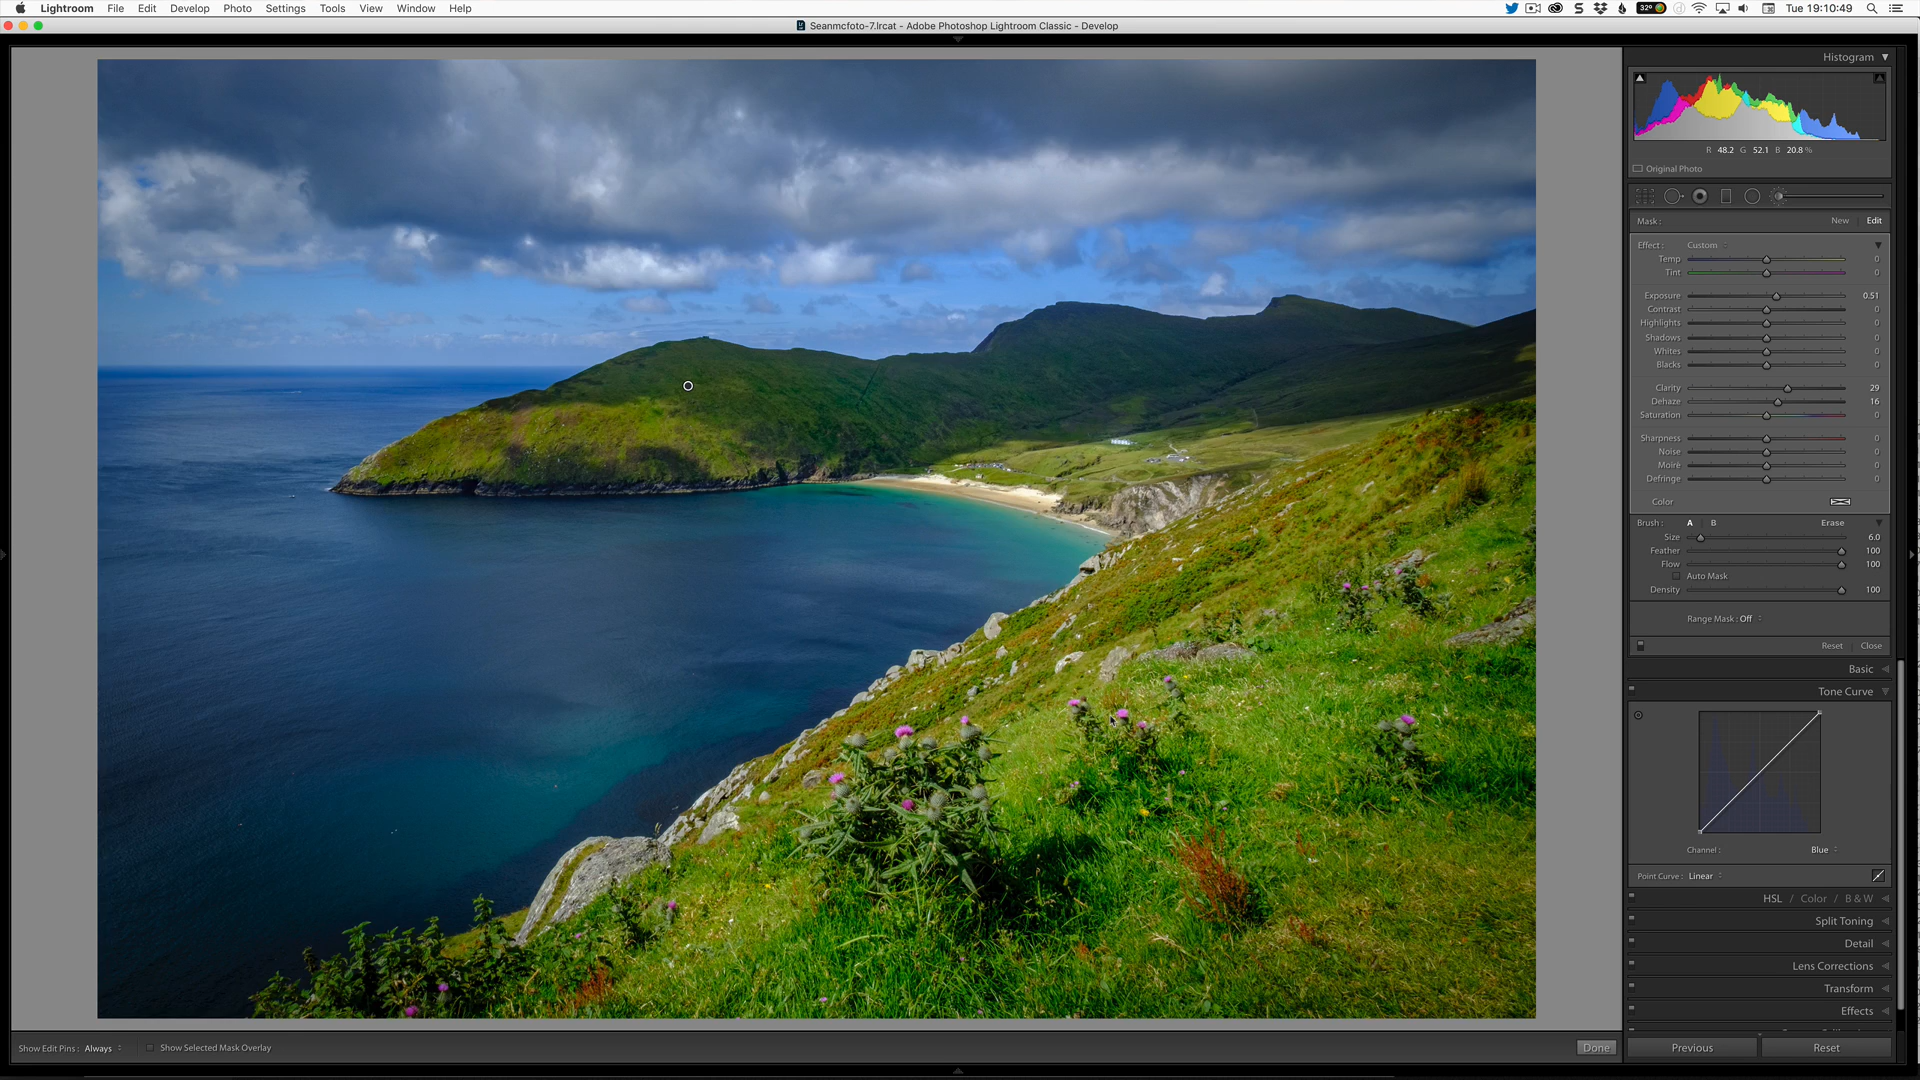 Lightroom File Edit Develop Photo Settings Tools View Window Help 32° Tue 19:10:49
Seanmcfoto-7.lrcat - Adobe Photoshop Lightroom Classic - Develop
Histogram
R 48.2 G 52.1 B 20.8 %
Original Photo
Mask : New Edit
Effect : Custom
Temp 0
Tint 0
Exposure 0.51
Contrast 0
Highlights 0
Shadows 0
Whites 0
Blacks 0
Clarity 29
Dehaze 16
Saturation 0
Sharpness 0
Noise 0
Moiré 0
Defringe 0
Color
Brush : A B Erase
Size 6.0
Feather 100
Flow 100
Auto Mask
Density 100
Range Mask : Off
Reset Close
Basic
Tone Curve
Channel : Blue
Point Curve : Linear
HSL / Color / B & W
Split Toning
Detail
Lens Corrections
Transform
Effects
Show Edit Pins : Always Show Selected Mask Overlay Done Previous Reset